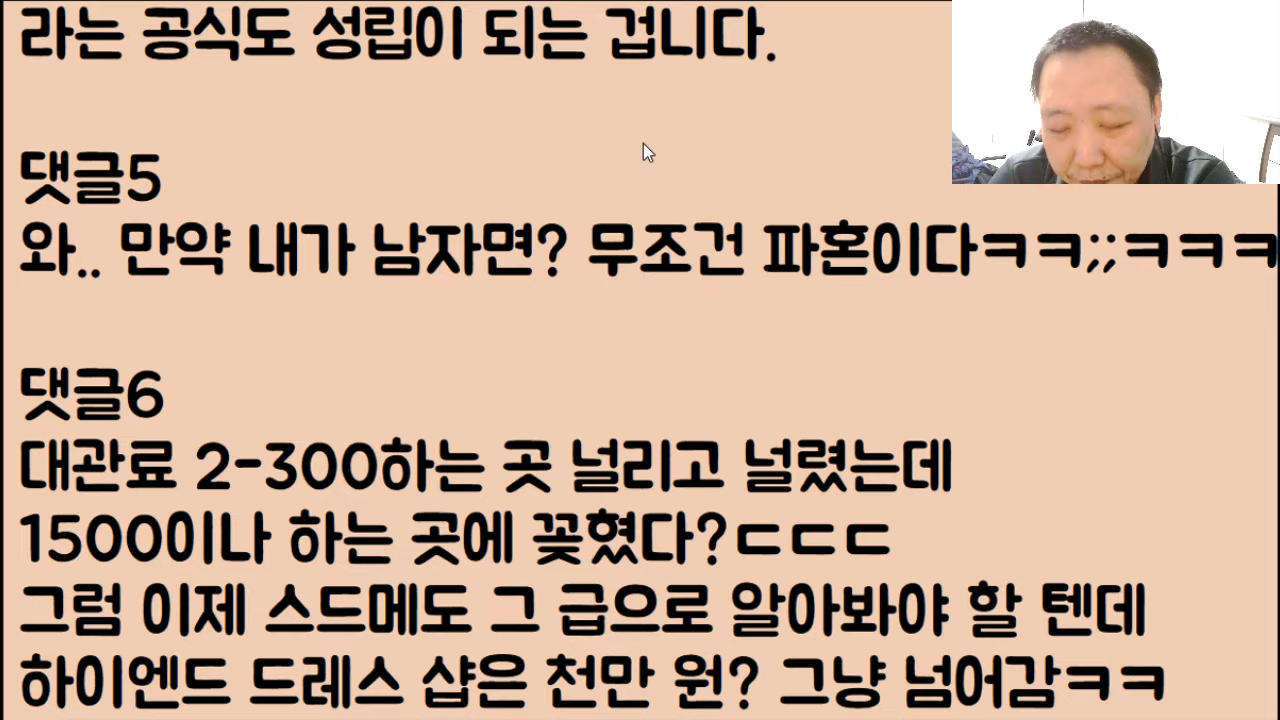 라는 공식도 성립이 되는 겁니다.
댓글5
와.. 만약 내가 남자면? 무조건 파혼이다ㅋㅋ;;ㅋㅋㅋ
댓글6
대관료 2-300하는 곳 널리고 널렸는데
1500이나 하는 곳에 꽂혔다?ㄷㄷㄷ
그럼 이제 스드메도 그 급으로 알아봐야 할 텐데
하이엔드 드레스 샵은 천만 원? 그냥 넘어감ㅋㅋ